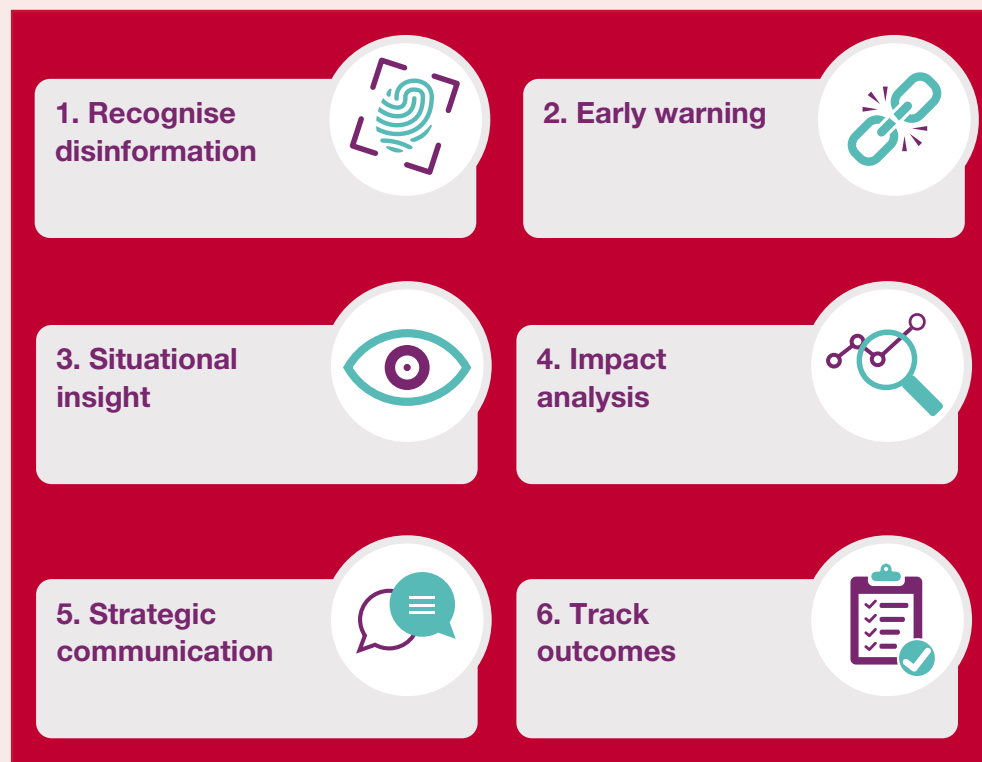 1. Recognise
disinformation
2. Early warning
3. Situational
insight
4. Impact
analysis
5. Strategic
communication
6. Track
outcomes